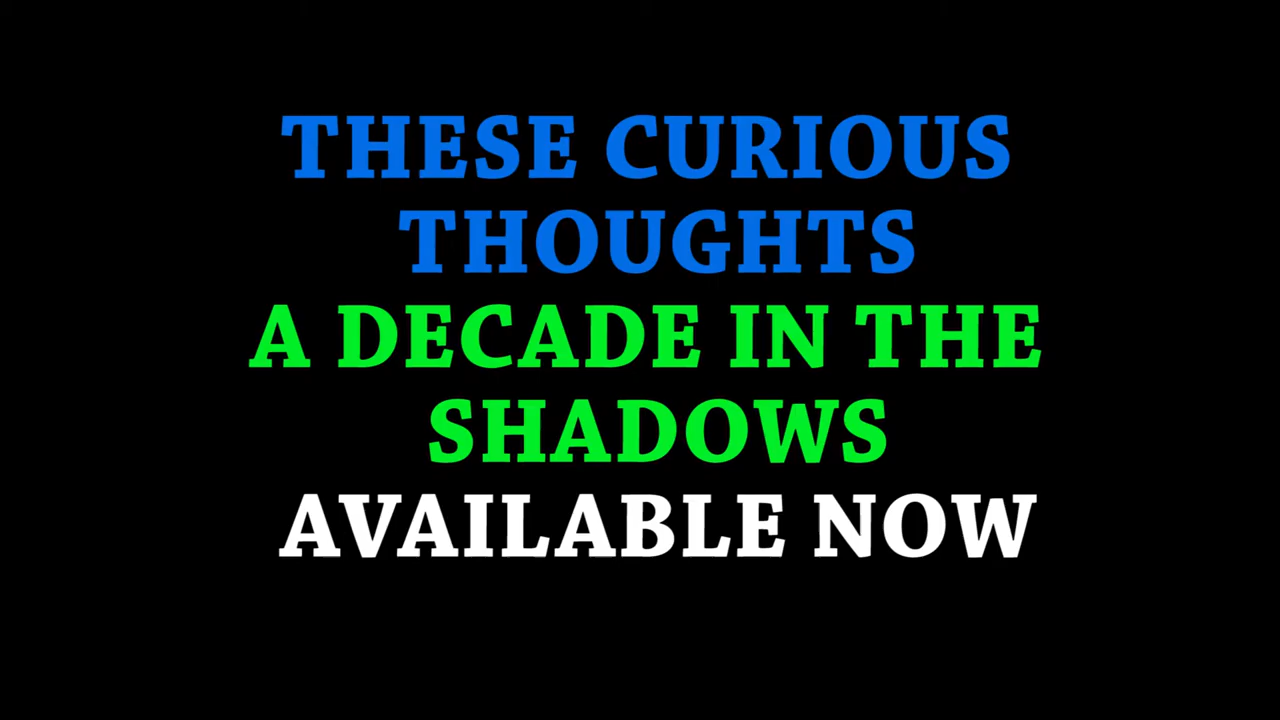 THESE CURIOUS
THOUGHTS
A DECADE IN THE
SHADOWS
AVAILABLE NOW